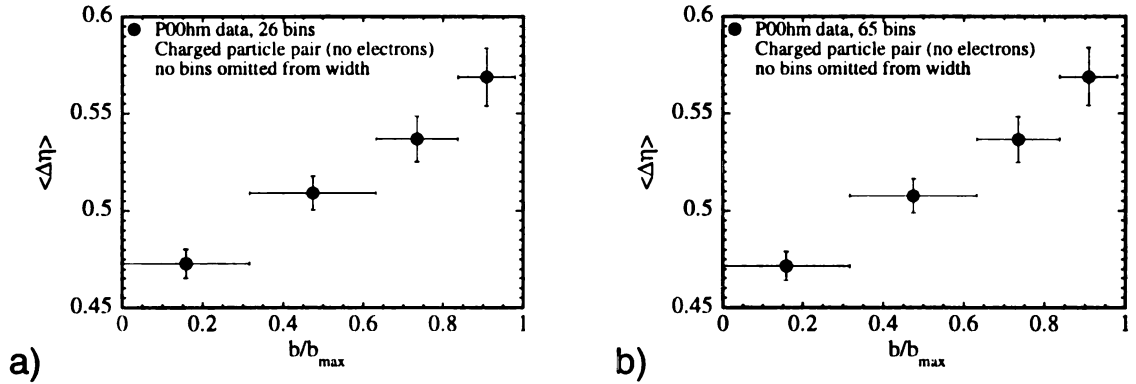 0.6
P00hm data, 26 bins
Charged particle pair (no electrons)
no bins omitted from width
0.55
<Δη>
0.5
0.45
0 0.2 0.4 0.6 0.8 1
b/b_max
a)
0.6
P00hm data, 65 bins
Charged particle pair (no electrons)
no bins omitted from width
0.55
<Δη>
0.5
0.45
0 0.2 0.4 0.6 0.8 1
b/b_max
b)